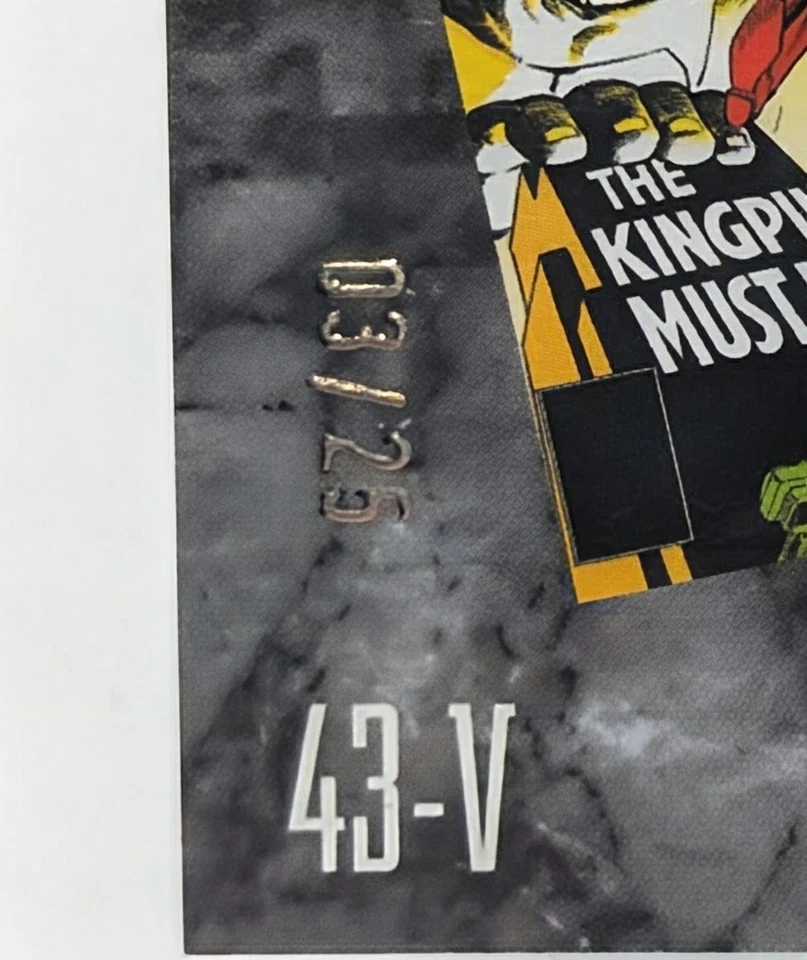 THE
KINGPI
MUST
03/25
43-V